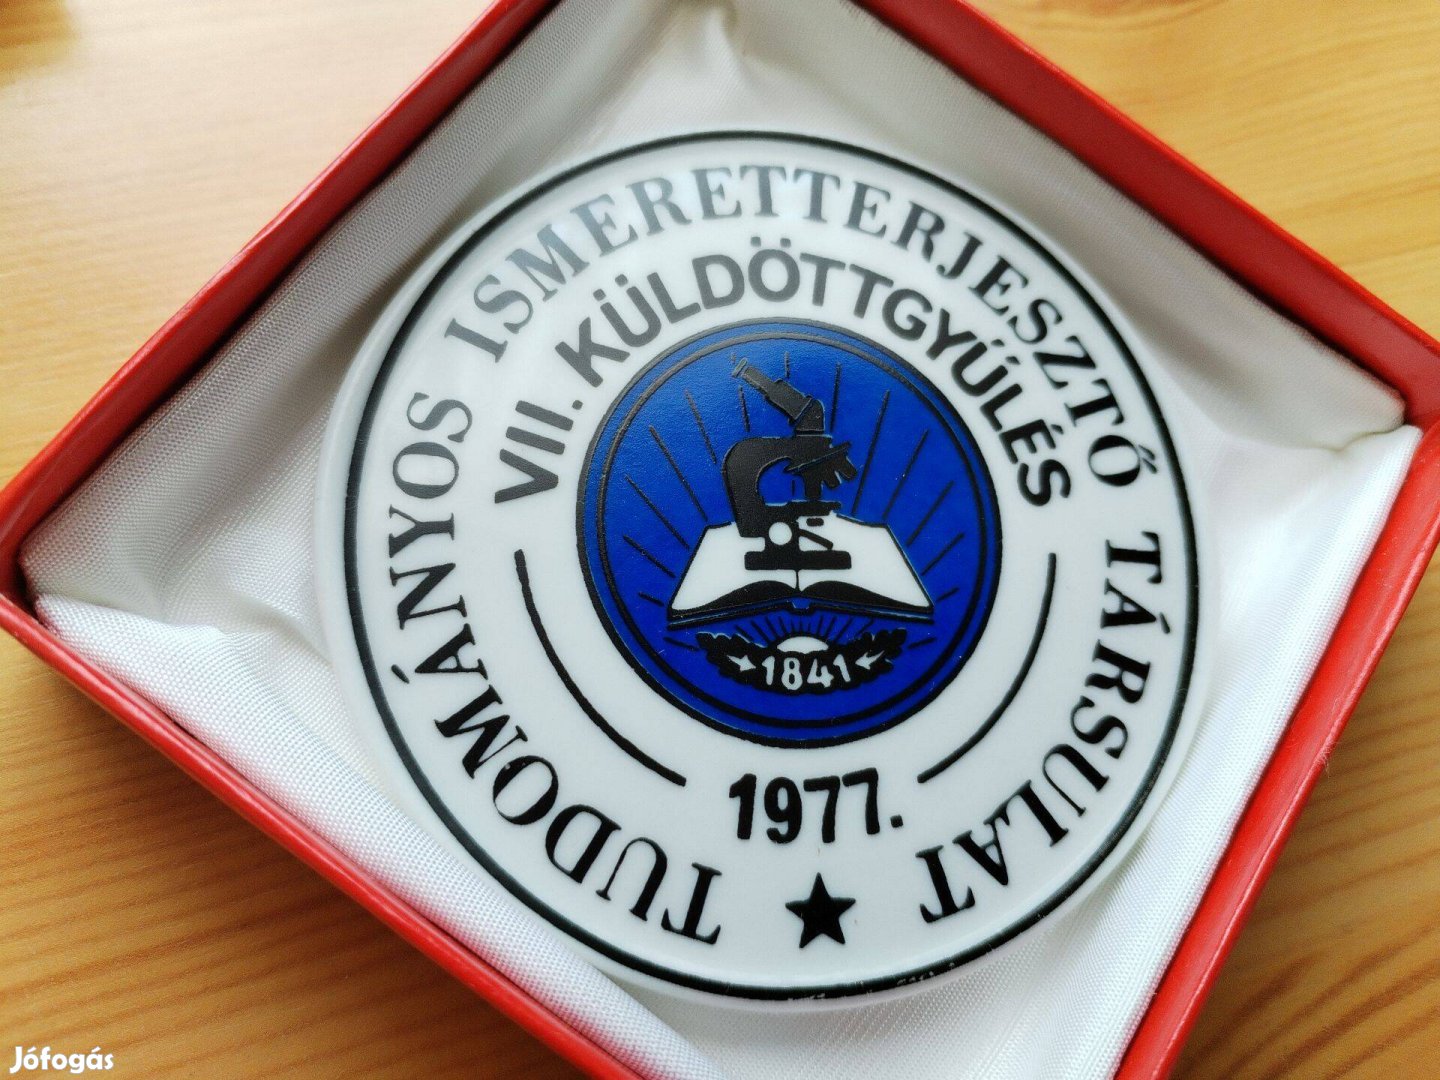 TUDOMÁNYOS ISMERETTERJESZTŐ TÁRSULAT
VII. KÜLDÖTTGYŰLÉS
1841
1977.
Jófogás